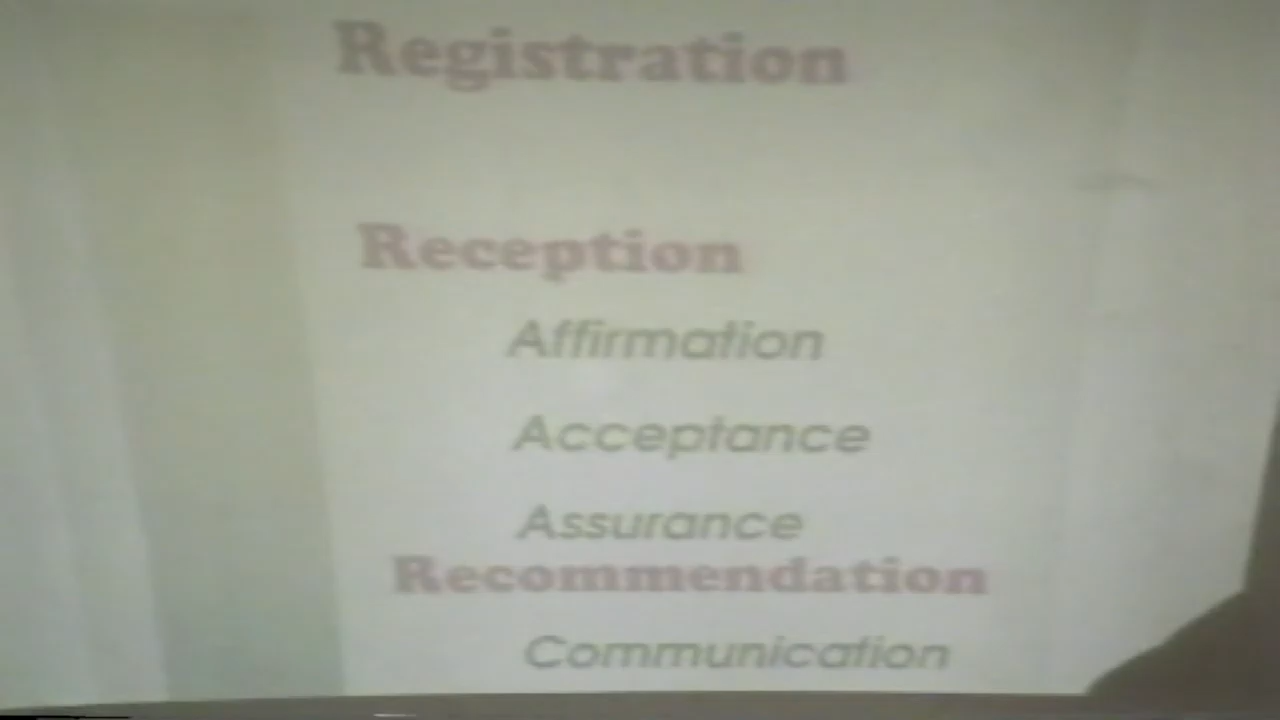 Registration
Reception
Affirmation
Acceptance
Assurance
Recommendation
Communication